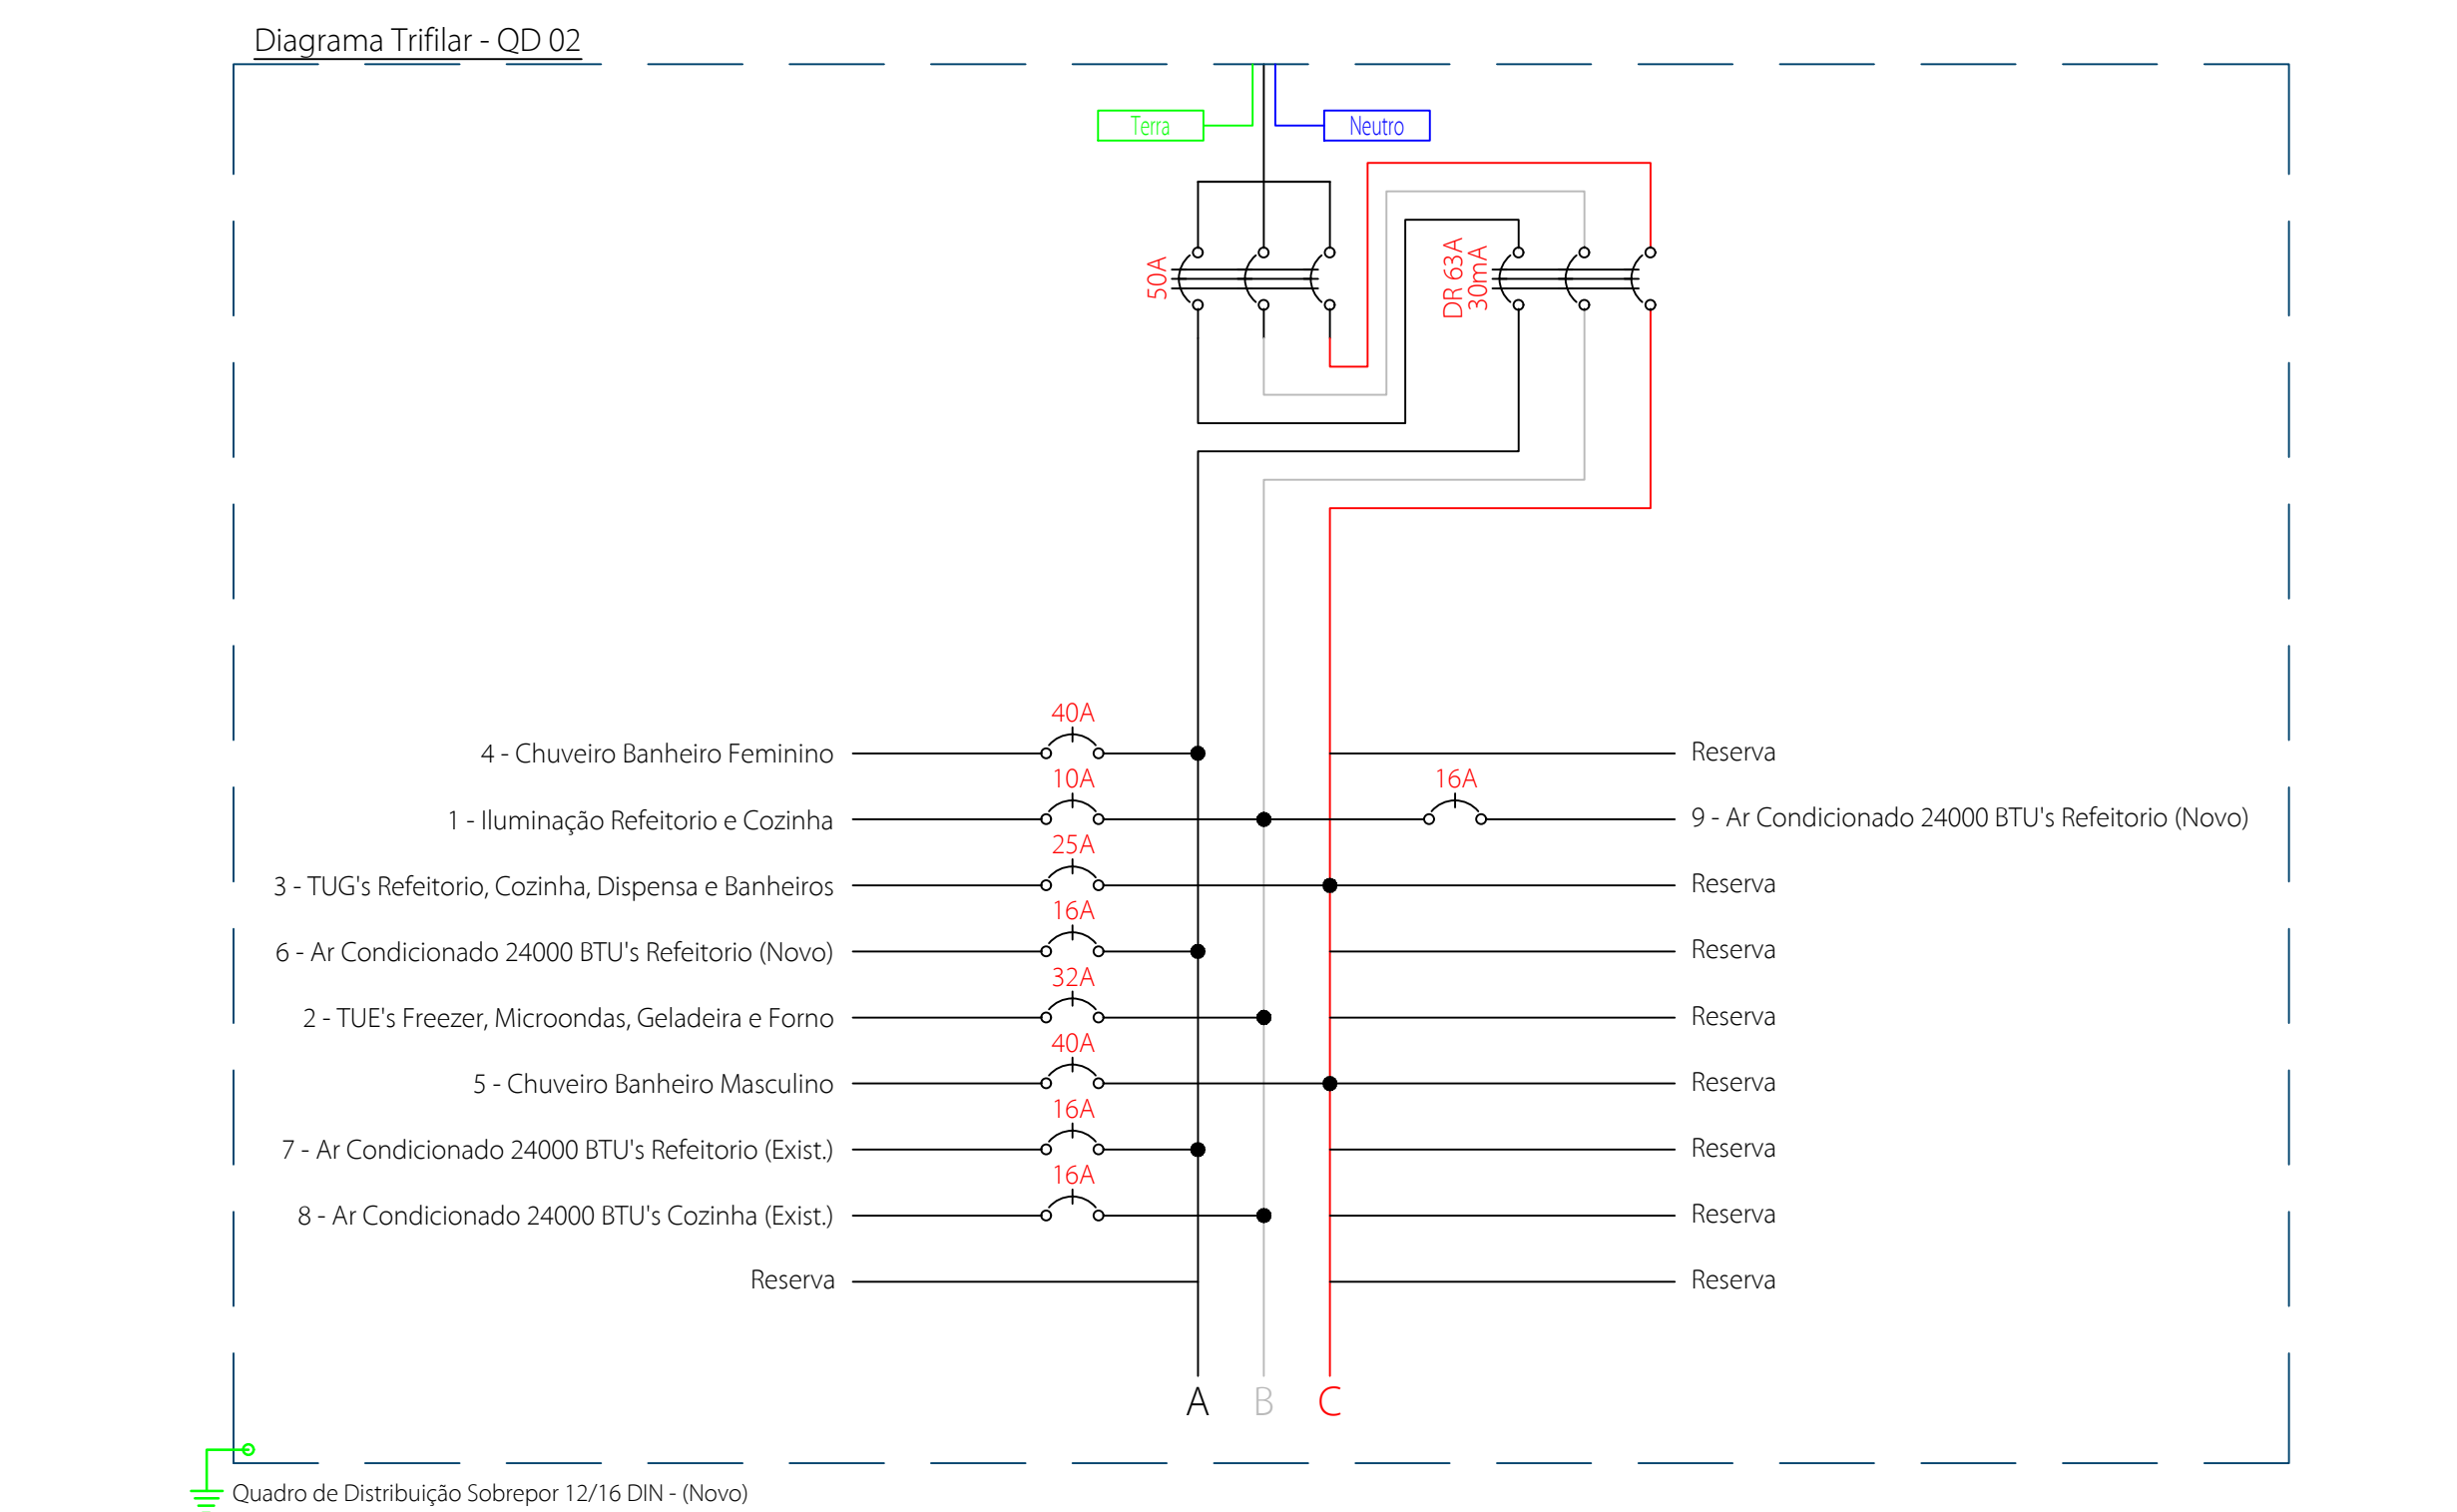 Diagrama Trifilar - QD 02
Terra
Neutro
50A
DR 63A
30mA
40A
4 - Chuveiro Banheiro Feminino
Reserva
10A
16A
1 - Iluminação Refeitorio e Cozinha
9 - Ar Condicionado 24000 BTU's Refeitorio (Novo)
25A
3 - TUG's Refeitorio, Cozinha, Dispensa e Banheiros
Reserva
16A
6 - Ar Condicionado 24000 BTU's Refeitorio (Novo)
Reserva
32A
2 - TUE's Freezer, Microondas, Geladeira e Forno
Reserva
40A
5 - Chuveiro Banheiro Masculino
Reserva
16A
7 - Ar Condicionado 24000 BTU's Refeitorio (Exist.)
Reserva
16A
8 - Ar Condicionado 24000 BTU's Cozinha (Exist.)
Reserva
Reserva
Reserva
A
B
C
Quadro de Distribuição Sobrepor 12/16 DIN - (Novo)